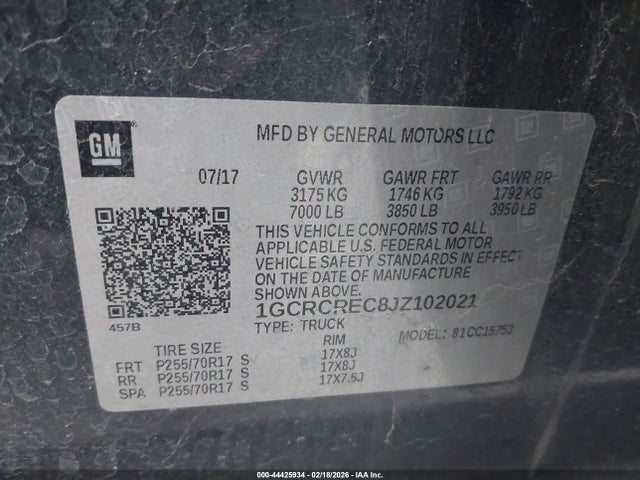 GM
MFD BY GENERAL MOTORS LLC
07/17 GVWR GAWR FRT GAWR RR
3175 KG 1746 KG 1792 KG
7000 LB 3850 LB 3950 LB
THIS VEHICLE CONFORMS TO ALL
APPLICABLE U.S. FEDERAL MOTOR
VEHICLE SAFETY STANDARDS IN EFFECT
ON THE DATE OF MANUFACTURE
SHOWN ABOVE.
1GCRCREC8JZ102021
457B
TYPE: TRUCK MODEL: 81CC15753
TIRE SIZE RIM
FRT P255/70R17 S 17X8J
RR P255/70R17 S 17X8J
SPA P255/70R17 S 17X7.5J
000-44425934 - 02/18/2026 - IAA Inc.